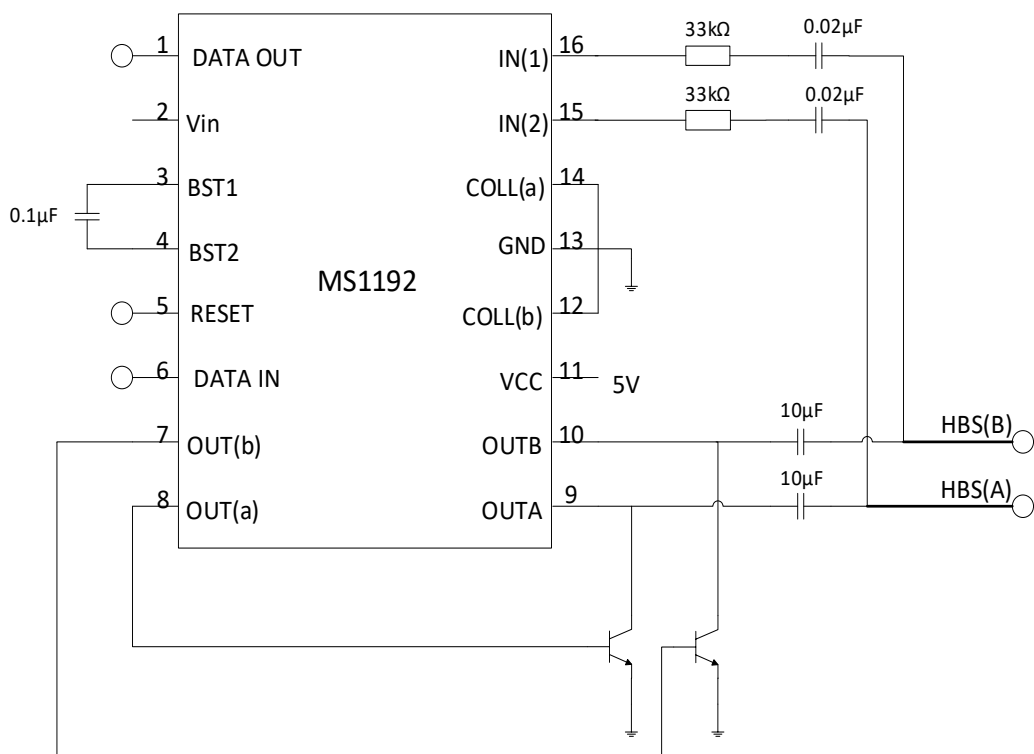 1 DATA OUT
2 Vin
3 BST1
0.1μF
4 BST2
5 RESET
6 DATA IN
7 OUT(b)
8 OUT(a)
MS1192
IN(1) 16 33kΩ 0.02μF
IN(2) 15 33kΩ 0.02μF
COLL(a) 14
GND 13
COLL(b) 12
VCC 11 5V
OUTB 10 10μF HBS(B)
OUTA 9 10μF HBS(A)